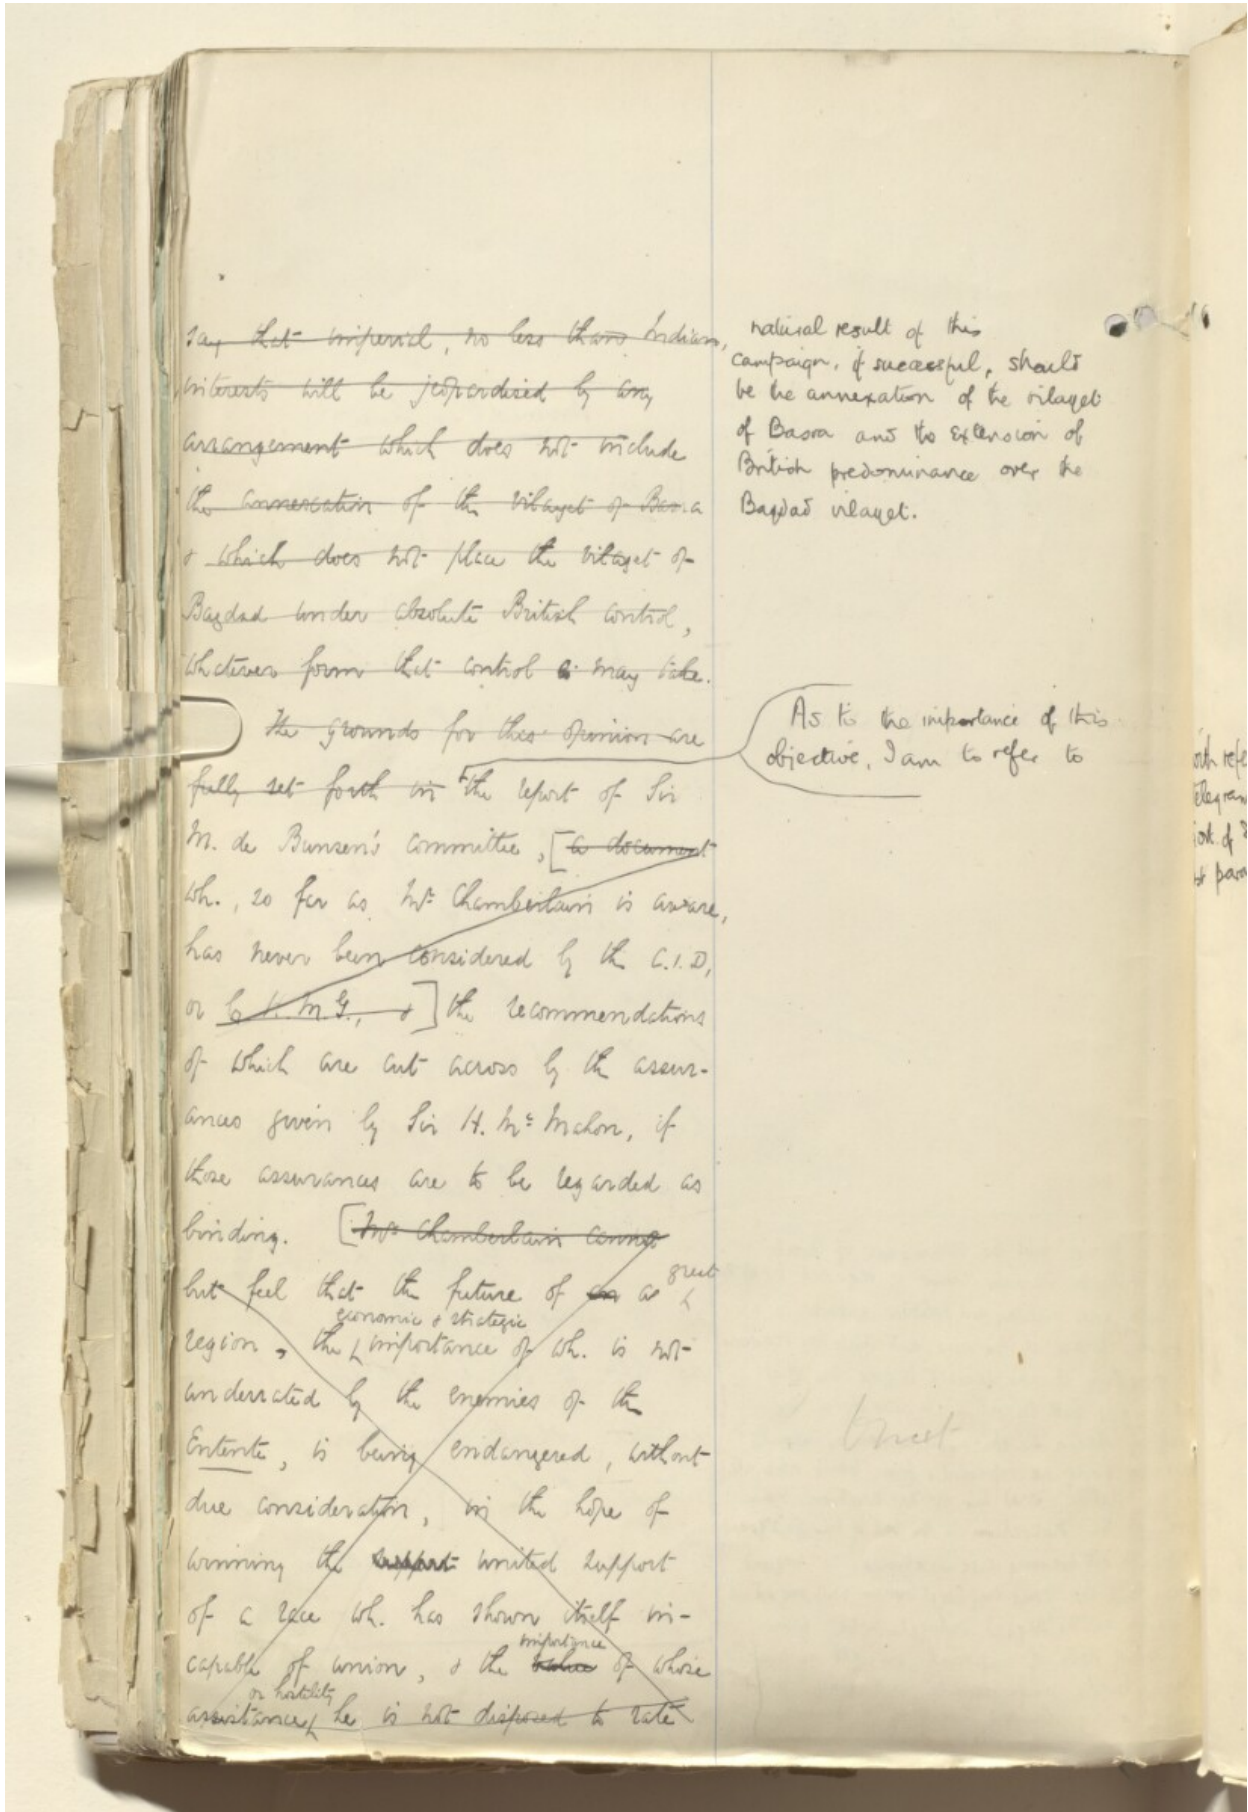 say that imperial, no less than Indian,
interests will be jeopardised by any
arrangement which does not include
the annexation of the vilayet of Basra
& which does not place the vilayet of
Bagdad under absolute British control,
whatever form that control may take.
The grounds for this opinion are
fully set forth in the report of Sir
M. de Bunsen's committee, [a document
wh., so far as Mr Chamberlain is aware,
has never been considered by the C.I.D,
or by H.M.G., &] the recommendations
of which are cut across by the assur-
ances given by Sir H. McMahon, if
those assurances are to be regarded as
binding. [Mr Chamberlain cannot
but feel that the future of an a great
region, the economic & strategic importance of wh. is not
underrated by the enemies of the
Entente, is being endangered, without
due consideration, in the hope of
winning the support united support
of a race wh. has shown itself in-
capable of union, & the value importance of whose
assistance or hostility he is not disposed to rate
natural result of this
campaign, if successful, should
be the annexation of the vilayet
of Basra and the extension of
British predominance over the
Bagdad vilayet.
As to the importance of this
objective, I am to refer to